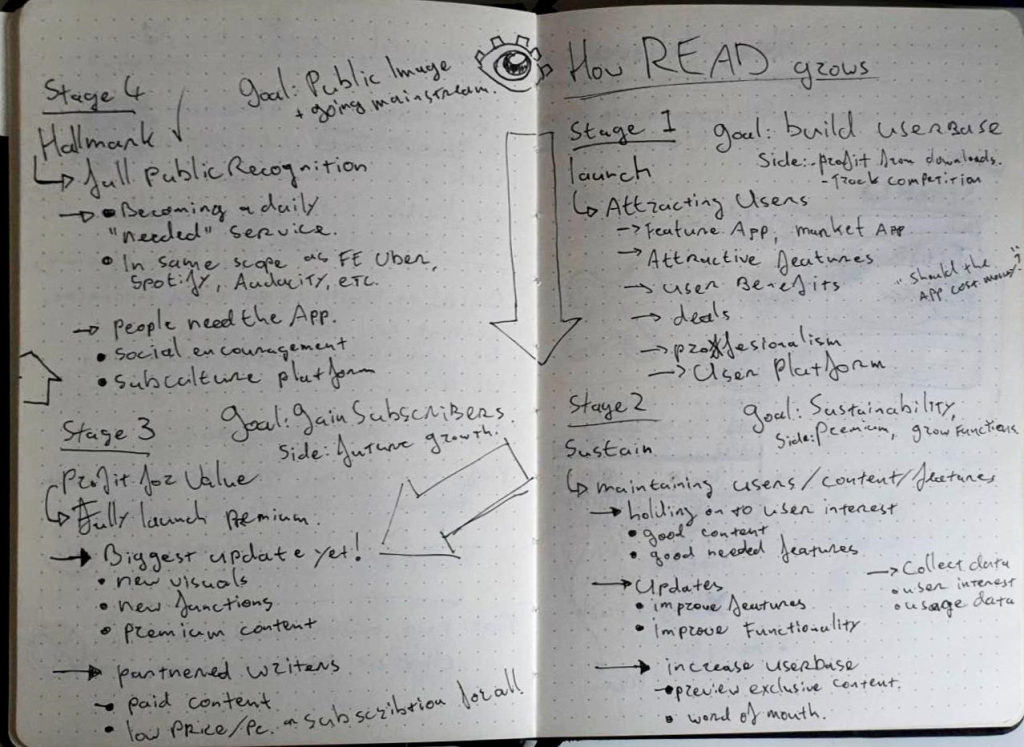 How READ grows
Stage 1 goal: build userbase
Side: -profit from downloads.
- Track competition
launch
Attracting Users
→ Feature App, market App
→ Attractive features
→ user Benefits
"should the
App cost money?"
→ deals
→ proffesionalism
→ User Platform
Stage 2 goal: Sustainability,
Side: Premium, grow functions
Sustain
maintaining users/content/features
→ holding on to user interest
• good content
• good needed features
→ Updates
• improve features
• improve Functionality
→ Collect data
• user interest
• usage data
→ increase userbase
• preview exclusive content.
• word of mouth.
Stage 3 Goal: Gain Subscribers
Side: future growth.
Profit for Value
Fully launch premium.
→ Biggest update yet!
• new visuals
• new functions
• premium content
→ partnered writers
• paid content
• low Price/Pc. subscribtion for all
Stage 4 goal: Public Image
+ going mainstream.
Hallmark
full public Recognition
→ • Becoming a daily
"needed" service.
• In same scope as FE Uber,
Spotify, Audacity, etc.
→ people need the App.
• social encouragement
• subculture platform